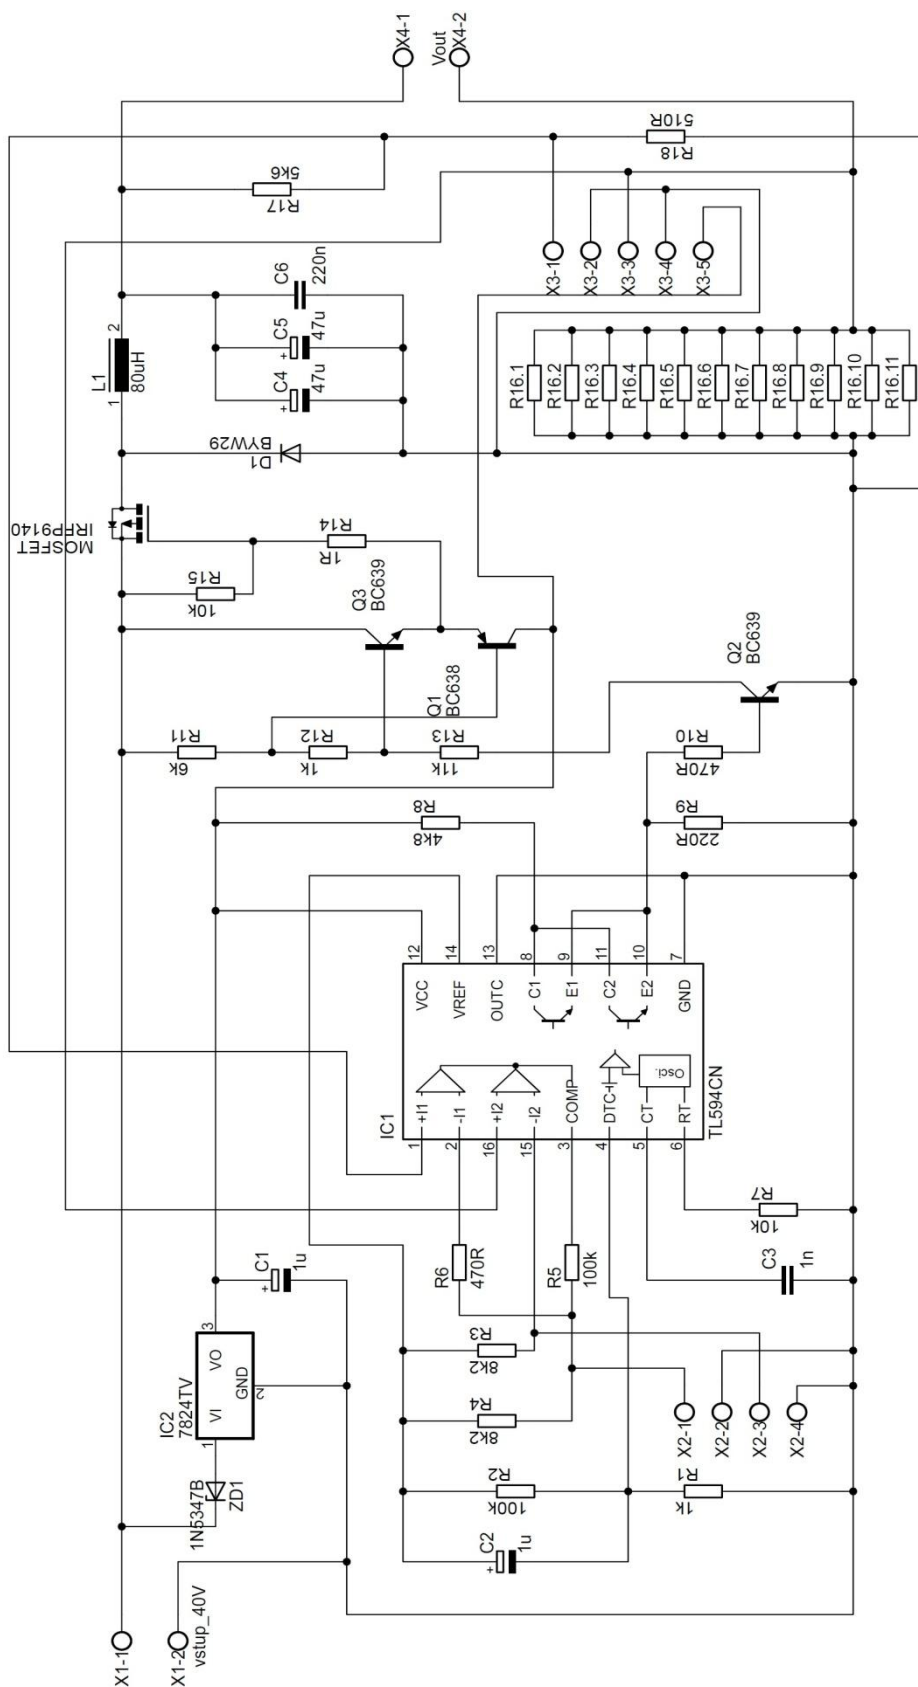 X1-1
X1-2
vstup_40V
1N5347B
ZD1
IC2
7824TV
VI
VO
GND
1
3
2
C1
1u
+
C2
1u
+
R2
100k
R1
1k
R4
8k2
R3
8k2
X2-1
X2-2
X2-3
X2-4
R6
470R
R5
100k
C3
1n
R7
10k
IC1
TL594CN
1
+I1
2
-I1
16
+I2
15
-I2
3
COMP
4
DTC
5
CT
6
RT
Osci.
12
VCC
14
VREF
13
OUTC
8
C1
9
E1
11
C2
10
E2
7
GND
R8
4k8
R9
220R
R10
470R
R11
6k
R12
1k
R13
11k
Q1
BC638
Q3
BC639
Q2
BC639
R15
10k
R14
1R
MOSFET
IRFP9140
D1
BYW29
L1
80uH
1
2
C4
47u
+
C5
47u
+
C6
220n
R17
5k6
R18
510R
X3-1
X3-2
X3-3
X3-4
X3-5
R16.1
R16.2
R16.3
R16.4
R16.5
R16.6
R16.7
R16.8
R16.9
R16.10
R16.11
X4-1
Vout
X4-2